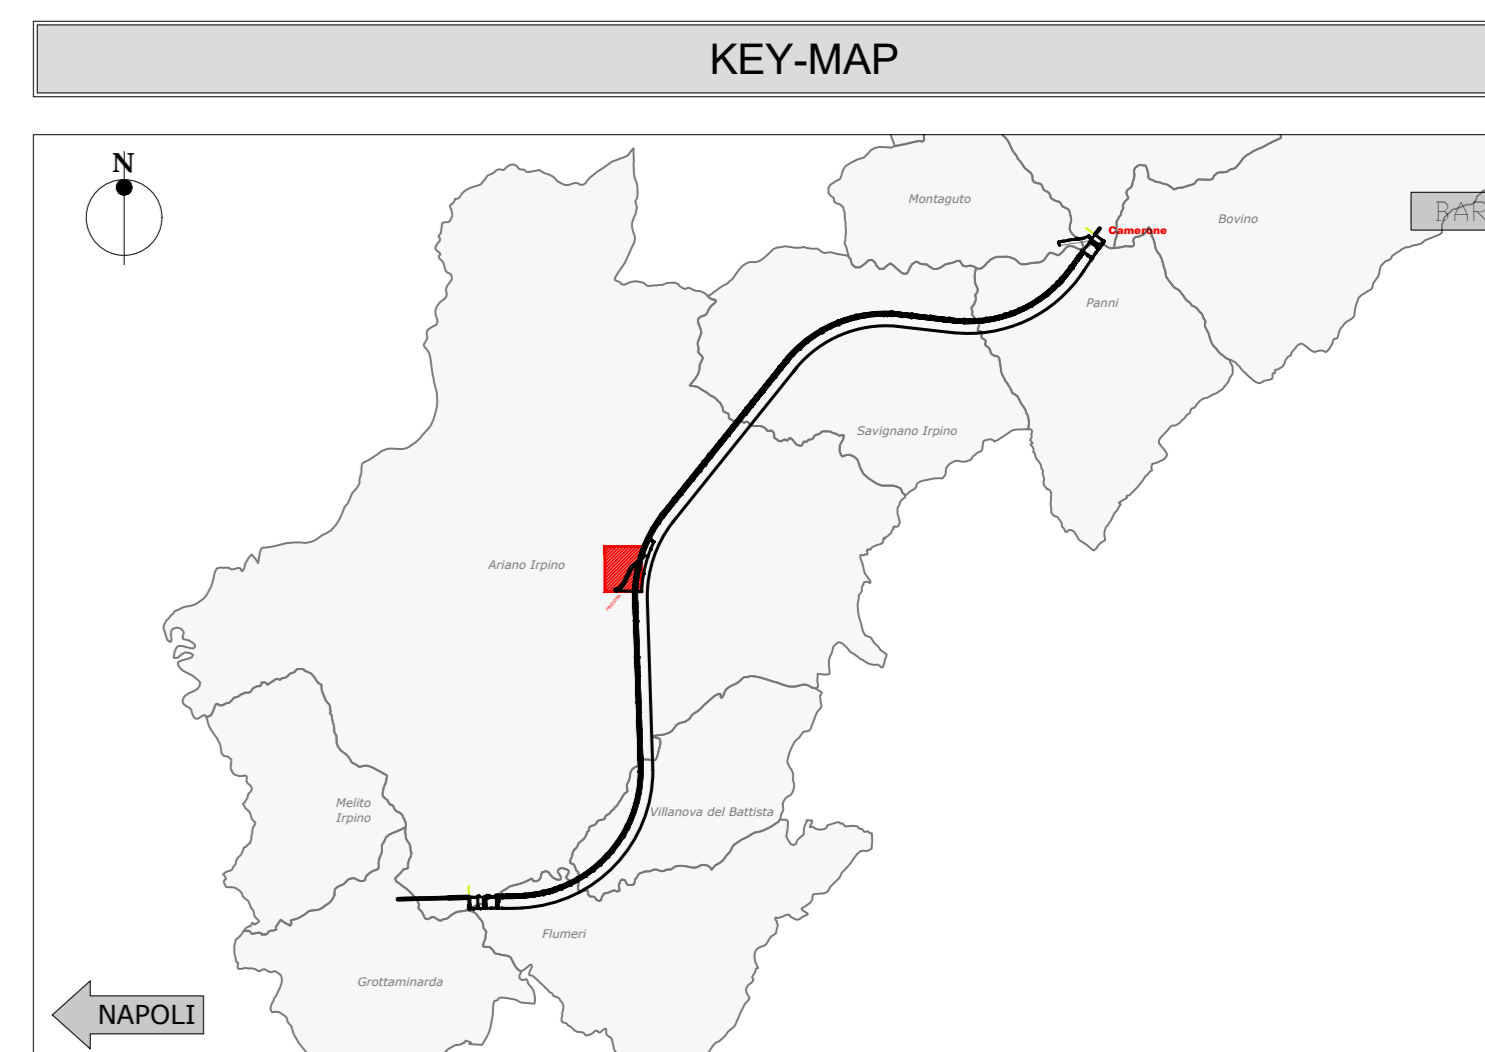 KEY-MAP
N
Montaguto
Bovino
BAR
Camerone
Panni
Savignano Irpino
Ariano Irpino
Melito
Irpino
Villanova del Battista
Flumeri
Grottaminarda
NAPOLI